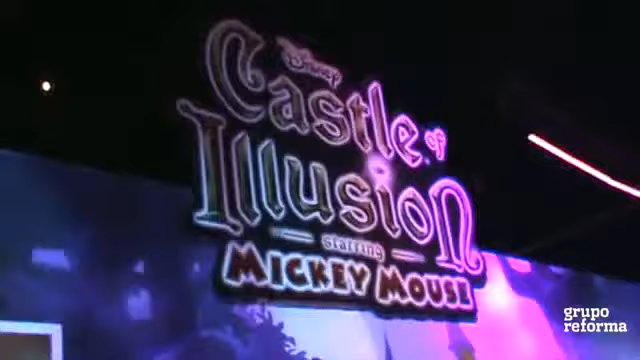 Disney
Castle of
Illusion
starring
MICKEY MOUSE
grupo
reforma